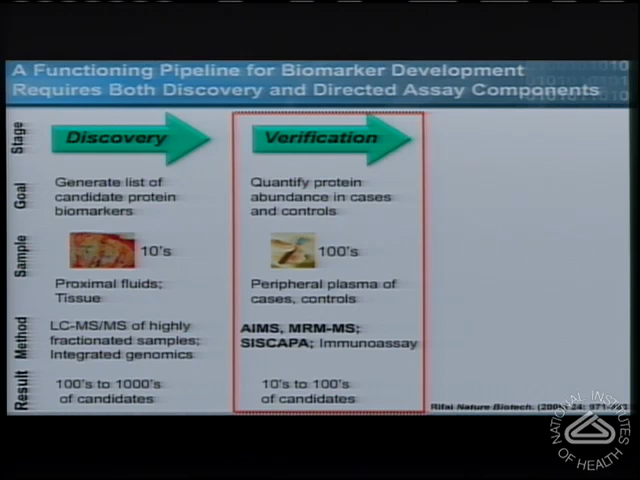 A Functioning Pipeline for Biomarker Development
Requires Both Discovery and Directed Assay Components
Stage
Discovery
Verification
Goal
Generate list of
candidate protein
biomarkers
Quantify protein
abundance in cases
and controls
Sample
10's
100's
Proximal fluids;
Tissue
Peripheral plasma of
cases, controls
Method
LC-MS/MS of highly
fractionated samples;
Integrated genomics
AIMS, MRM-MS;
SISCAPA; Immunoassay
Result
100's to 1000's
of candidates
10's to 100's
of candidates
Rifai Nature Biotech.
NATIONAL INSTITUTES
OF HEALTH